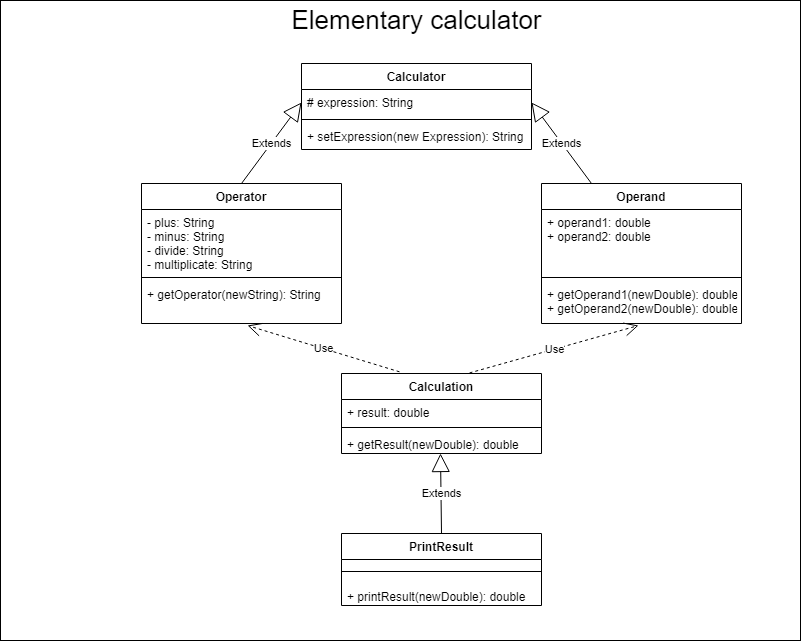 Elementary calculator
Calculator
# expression: String
+ setExpression(new Expression): String
Extends
Extends
Operator
- plus: String
- minus: String
- divide: String
- multiplicate: String
+ getOperator(newString): String
Operand
+ operand1: double
+ operand2: double
+ getOperand1(newDouble): double
+ getOperand2(newDouble): double
Use
Use
Calculation
+ result: double
+ getResult(newDouble): double
Extends
PrintResult
+ printResult(newDouble): double